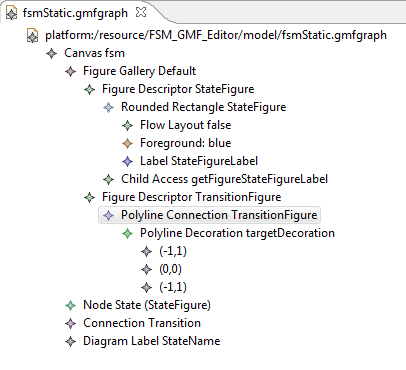 fsmStatic.gmfgraph
platform:/resource/FSM_GMF_Editor/model/fsmStatic.gmfgraph
Canvas fsm
Figure Gallery Default
Figure Descriptor StateFigure
Rounded Rectangle StateFigure
Flow Layout false
Foreground: blue
Label StateFigureLabel
Child Access getFigureStateFigureLabel
Figure Descriptor TransitionFigure
Polyline Connection TransitionFigure
Polyline Decoration targetDecoration
(-1,1)
(0,0)
(-1,1)
Node State (StateFigure)
Connection Transition
Diagram Label StateName